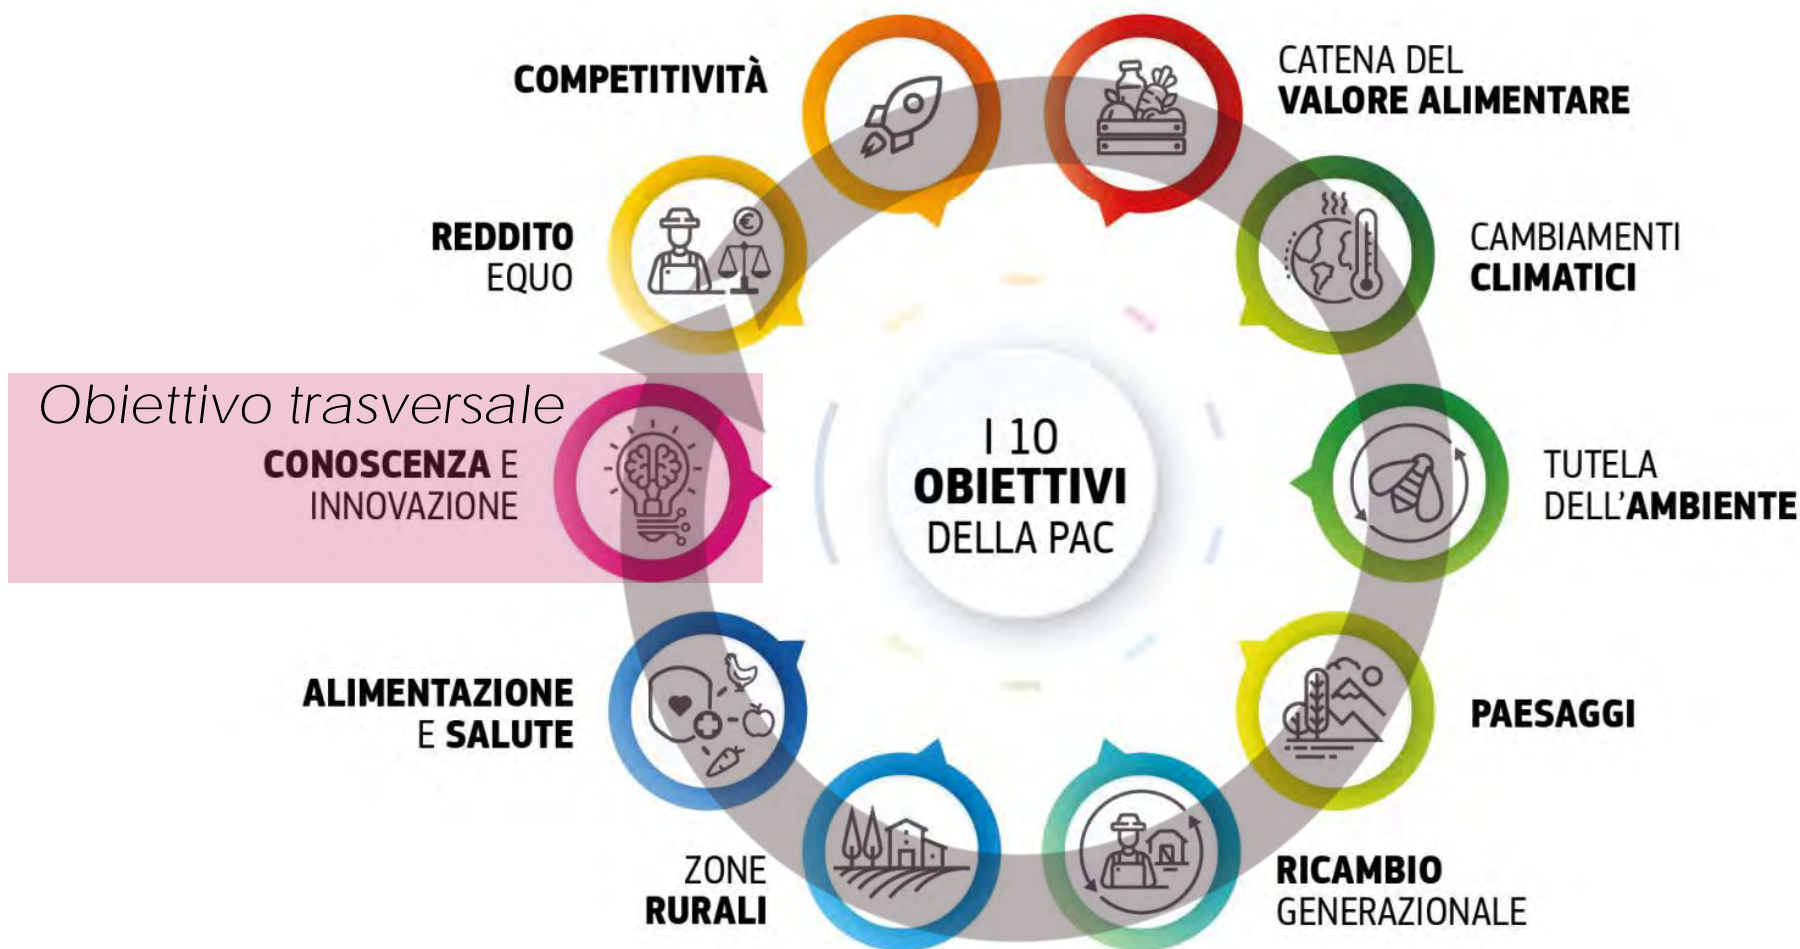 COMPETITIVITÀ
CATENA DEL
VALORE ALIMENTARE
REDDITO
EQUO
€
CAMBIAMENTI
CLIMATICI
Obiettivo trasversale
CONOSCENZA E
INNOVAZIONE
I 10
OBIETTIVI
DELLA PAC
TUTELA
DELL'AMBIENTE
ALIMENTAZIONE
E SALUTE
PAESAGGI
ZONE
RURALI
RICAMBIO
GENERAZIONALE